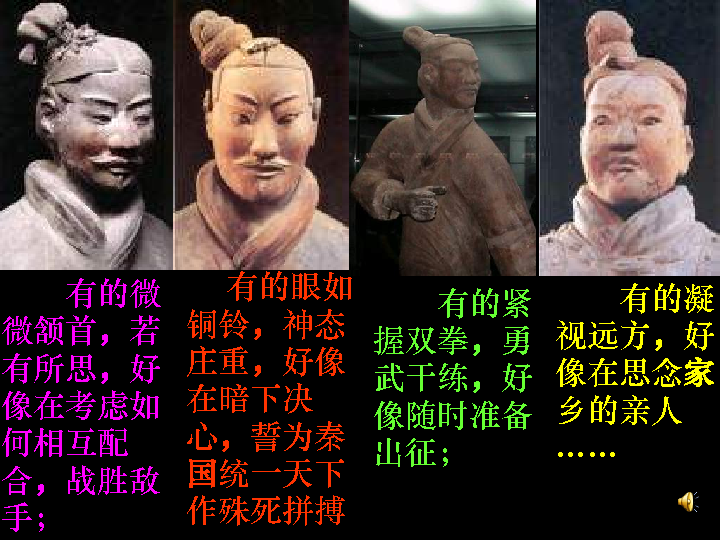 有的微
微颔首，若
有所思，好
像在考虑如
何相互配
合，战胜敌
手；
有的眼如
铜铃，神态
庄重，好像
在暗下决
心，誓为秦
国统一天下
作殊死拼搏
有的紧
握双拳，勇
武干练，好
像随时准备
出征；
有的凝
视远方，好
像在思念家
乡的亲人
……